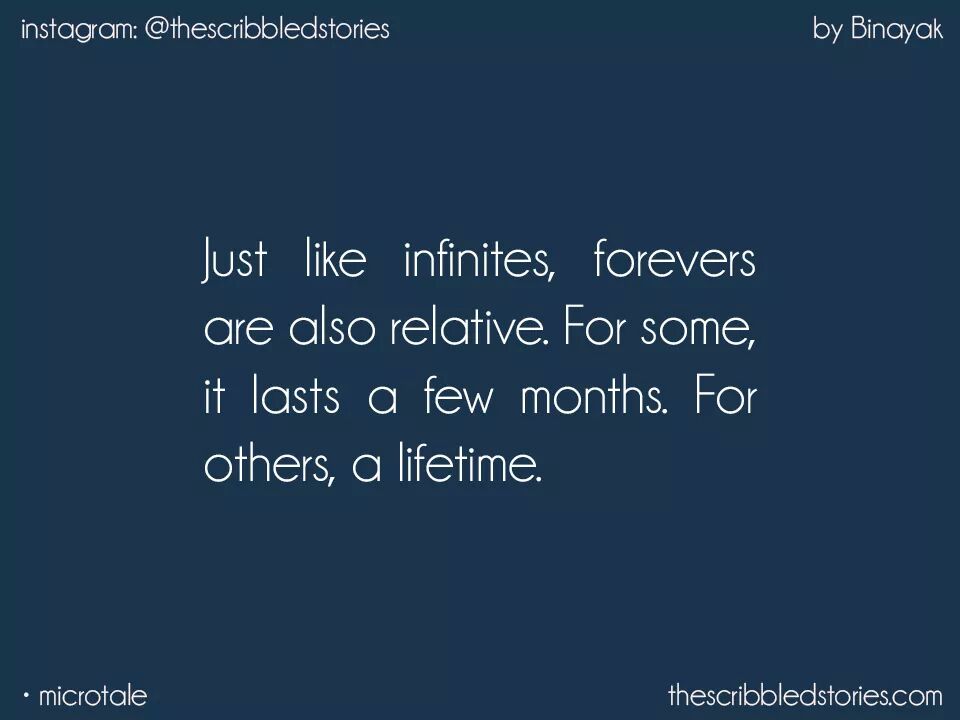 instagram: @thescribbledstories
by Binayak
Just like infinites, forevers
are also relative. For some,
it lasts a few months. For
others, a lifetime.
• microtale
thescribbledstories.com